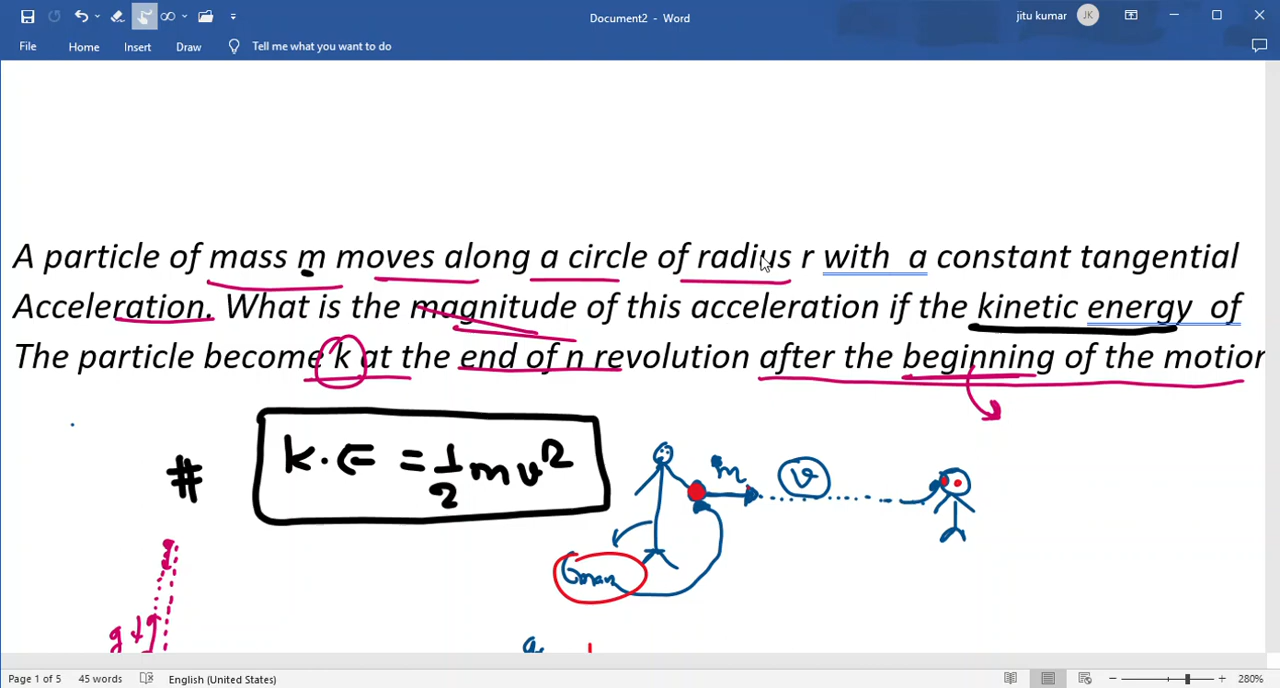 Document2 - Word
jitu kumar JK
File Home Insert Draw Tell me what you want to do
A particle of mass m moves along a circle of radius r with a constant tangential
Acceleration. What is the magnitude of this acceleration if the kinetic energy of
The particle become k at the end of n revolution after the beginning of the motion
# K.E = 1/2 mv²
m v
g
Page 1 of 5 45 words English (United States) 280%